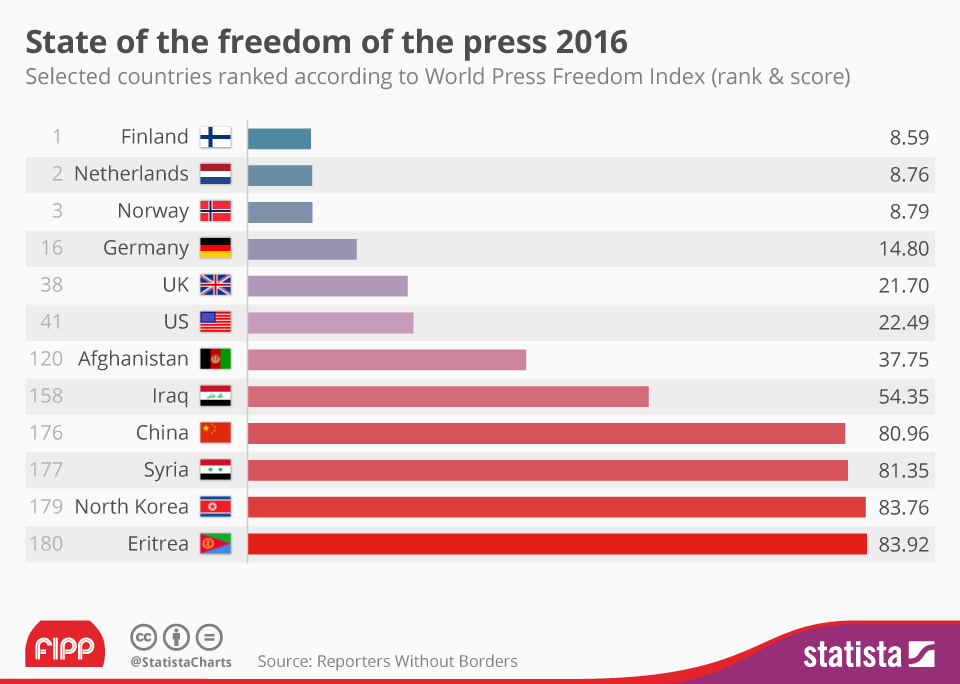 State of the freedom of the press 2016
Selected countries ranked according to World Press Freedom Index (rank & score)
1 Finland 8.59
2 Netherlands 8.76
3 Norway 8.79
16 Germany 14.80
38 UK 21.70
41 US 22.49
120 Afghanistan 37.75
158 Iraq 54.35
176 China 80.96
177 Syria 81.35
179 North Korea 83.76
180 Eritrea 83.92
FIPP
cc
@StatistaCharts
Source: Reporters Without Borders
statista